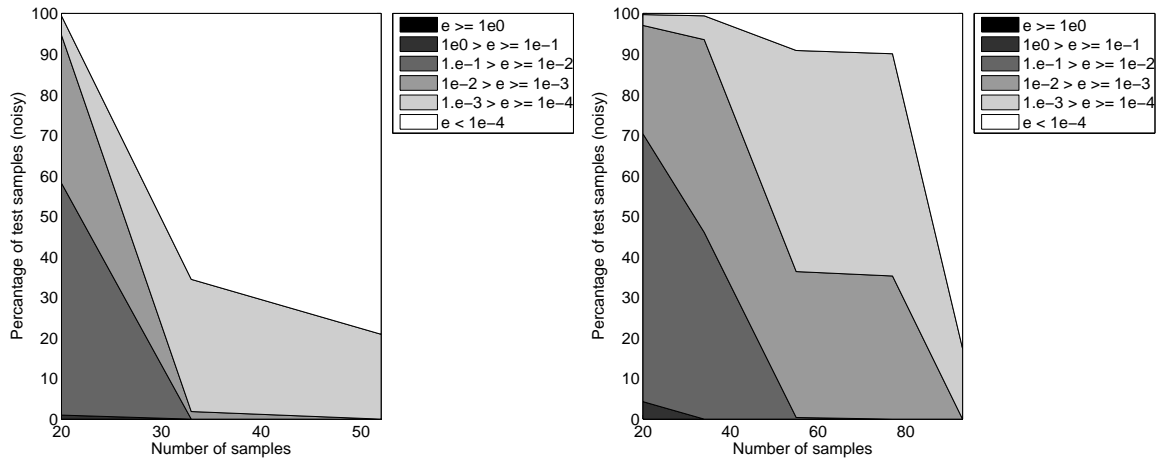 100
90
80
70
60
50
40
30
20
10
0
Percantage of test samples (noisy)
20 30 40 50
Number of samples
e >= 1e0
1e0 > e >= 1e−1
1.e−1 > e >= 1e−2
1e−2 > e >= 1e−3
1.e−3 > e >= 1e−4
e < 1e−4
100
90
80
70
60
50
40
30
20
10
0
Percantage of test samples (noisy)
20 40 60 80
Number of samples
e >= 1e0
1e0 > e >= 1e−1
1.e−1 > e >= 1e−2
1e−2 > e >= 1e−3
1.e−3 > e >= 1e−4
e < 1e−4